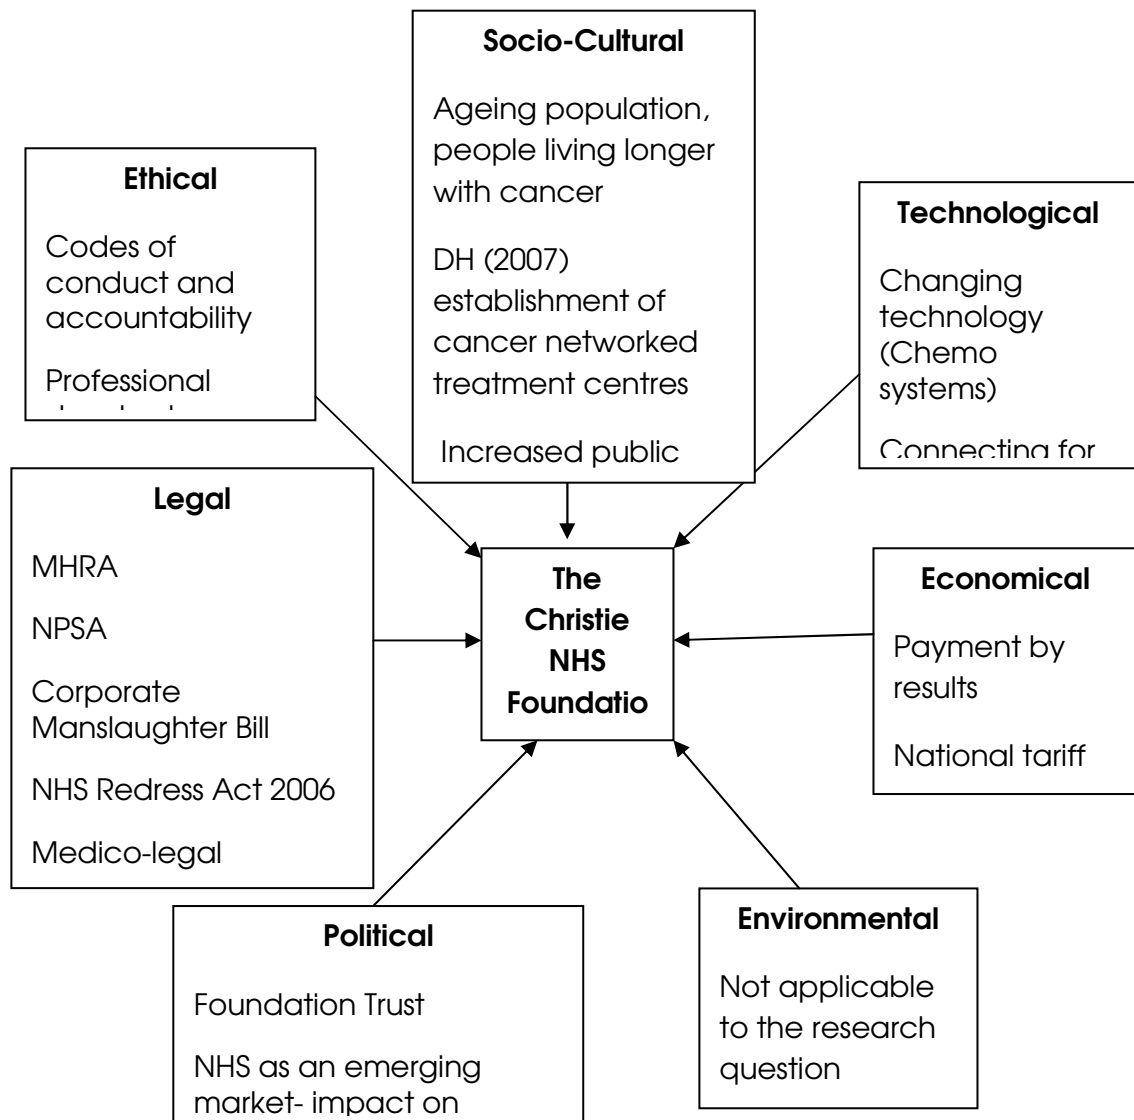 Socio-Cultural
Ageing population,
people living longer
with cancer
DH (2007)
establishment of
cancer networked
treatment centres
Increased public
Ethical
Codes of
conduct and
accountability
Professional
Technological
Changing
technology
(Chemo
systems)
Connecting for
Legal
MHRA
NPSA
Corporate
Manslaughter Bill
NHS Redress Act 2006
Medico-legal
The
Christie
NHS
Foundatio
Economical
Payment by
results
National tariff
Political
Foundation Trust
NHS as an emerging
market- impact on
Environmental
Not applicable
to the research
question